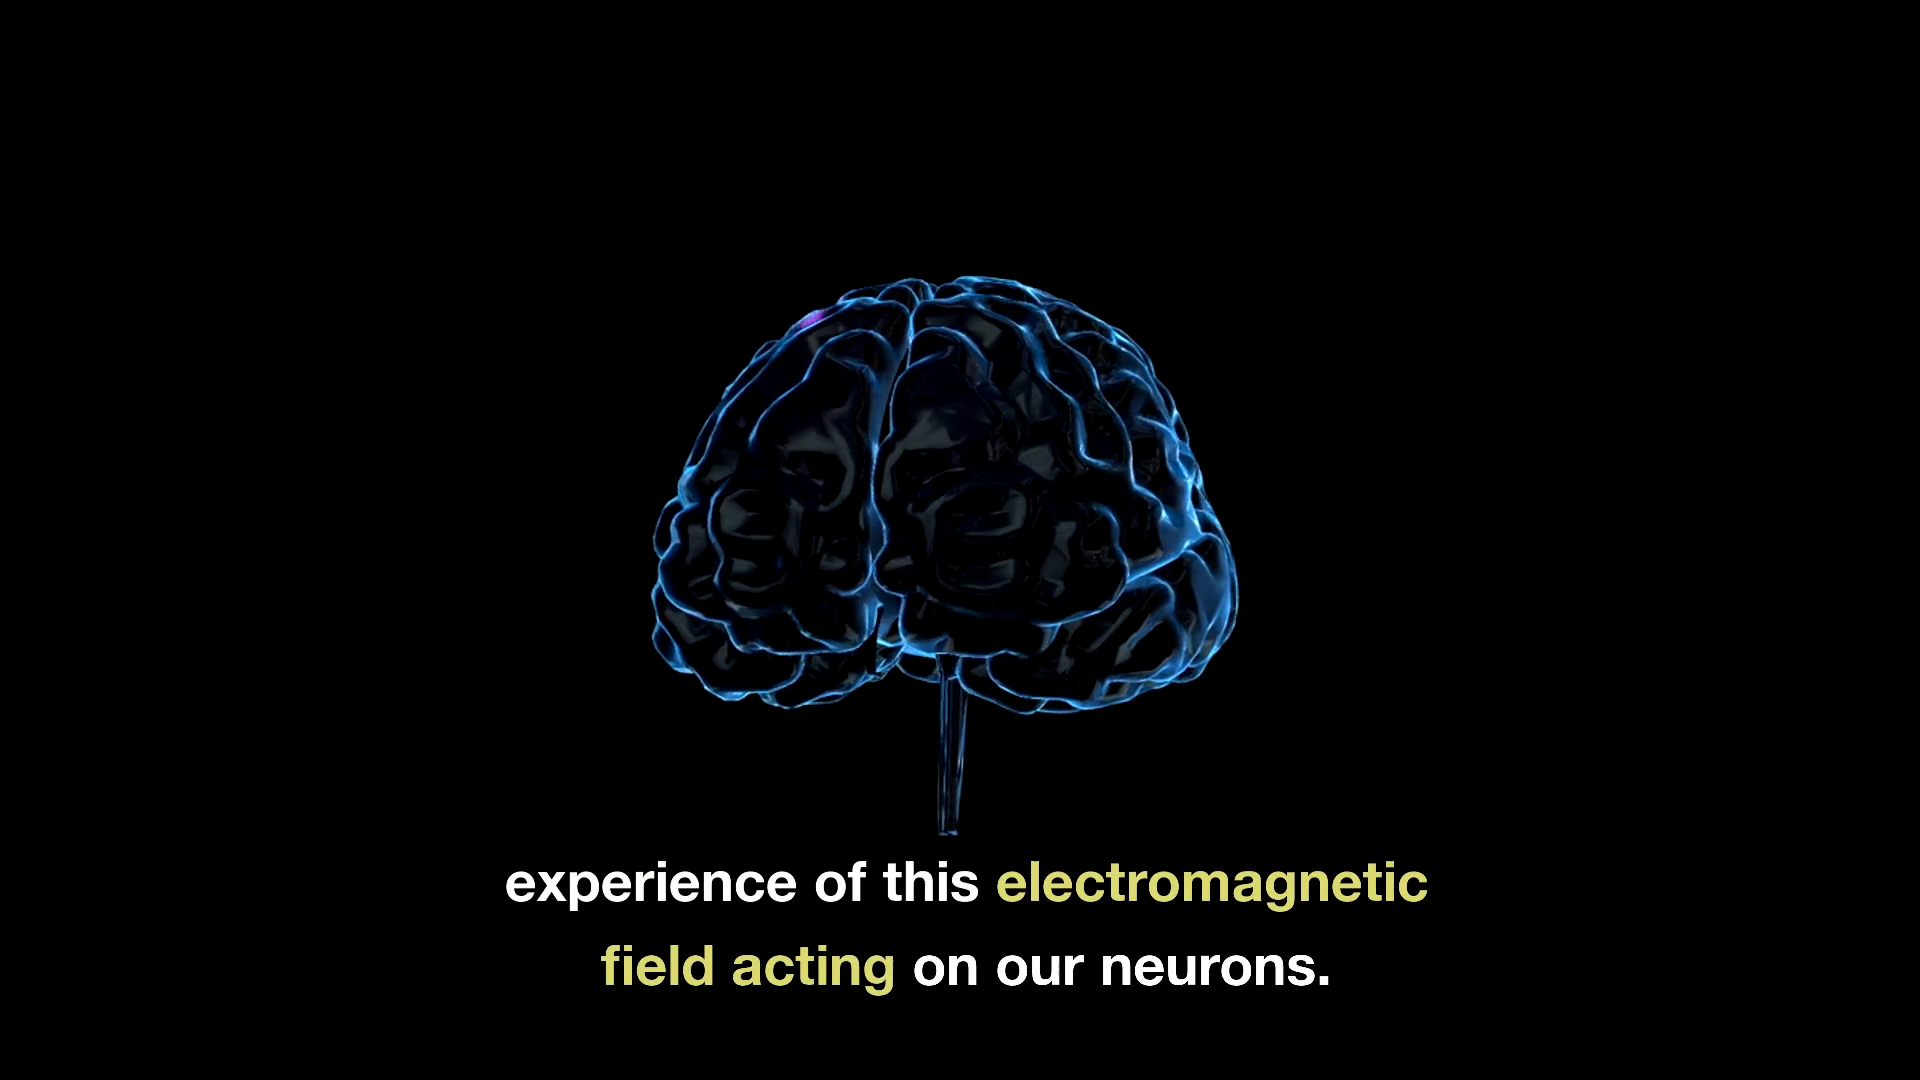 experience of this electromagnetic
field acting on our neurons.